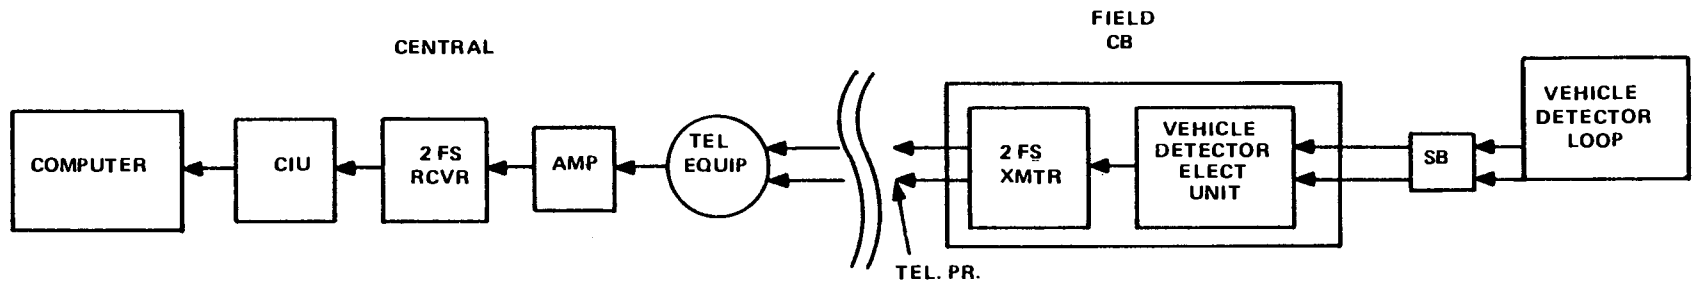 CENTRAL
FIELD
CB
COMPUTER
CIU
2 FS
RCVR
AMP
TEL
EQUIP
2 FS
XMTR
VEHICLE
DETECTOR
ELECT
UNIT
SB
VEHICLE
DETECTOR
LOOP
TEL. PR.